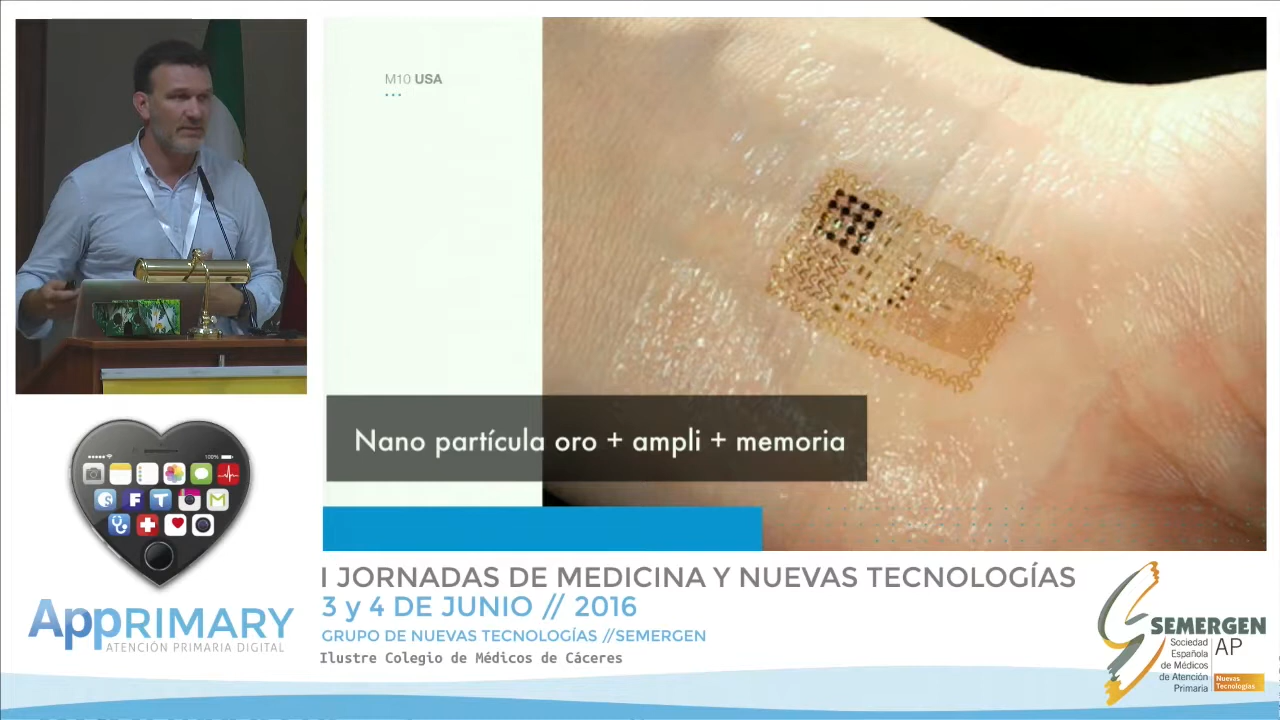 M10 USA
Nano partícula oro + ampli + memoria
100%
F
T
M
AppRIMARY
ATENCIÓN PRIMARIA DIGITAL
I JORNADAS DE MEDICINA Y NUEVAS TECNOLOGÍAS
3 y 4 DE JUNIO // 2016
GRUPO DE NUEVAS TECNOLOGÍAS //SEMERGEN
Ilustre Colegio de Médicos de Cáceres
SEMERGEN
Sociedad
Española
de Médicos
de Atención
Primaria
AP
Nuevas
Tecnologías